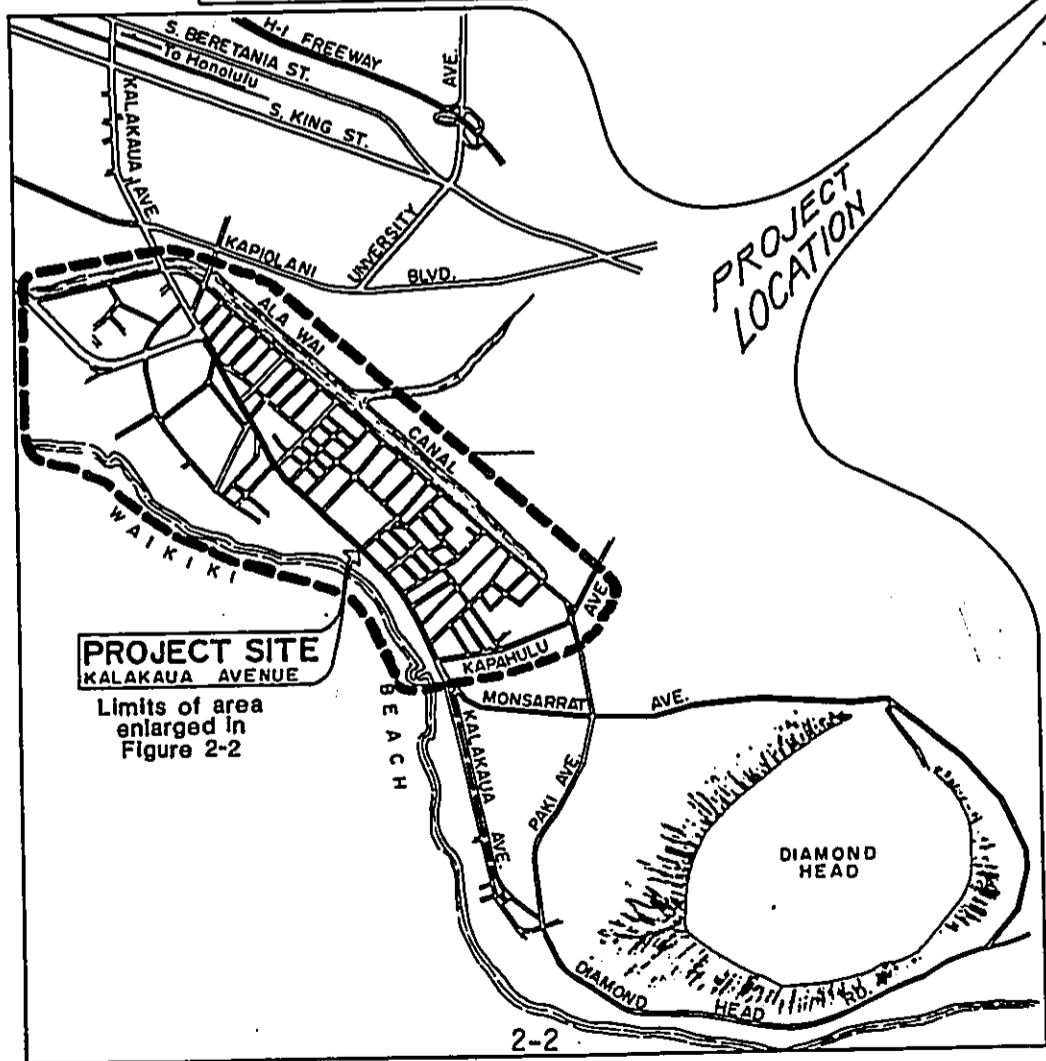 H-1 FREEWAY
S. BERETANIA ST.
To Honolulu
S. KING ST.
AVE.
KALAKAUA AVE.
UNVERSITY
KAPIOLANI BLVD.
PROJECT
LOCATION
ALA WAI CANAL
WAIKIKI
BEACH
PROJECT SITE
KALAKAUA AVENUE
Limits of area
enlarged in
Figure 2-2
KAPAHULU AVE.
MONSARRAT AVE.
KALAKAUA AVE.
PAKI AVE.
DIAMOND
HEAD
DIAMOND HEAD RD.
2-2